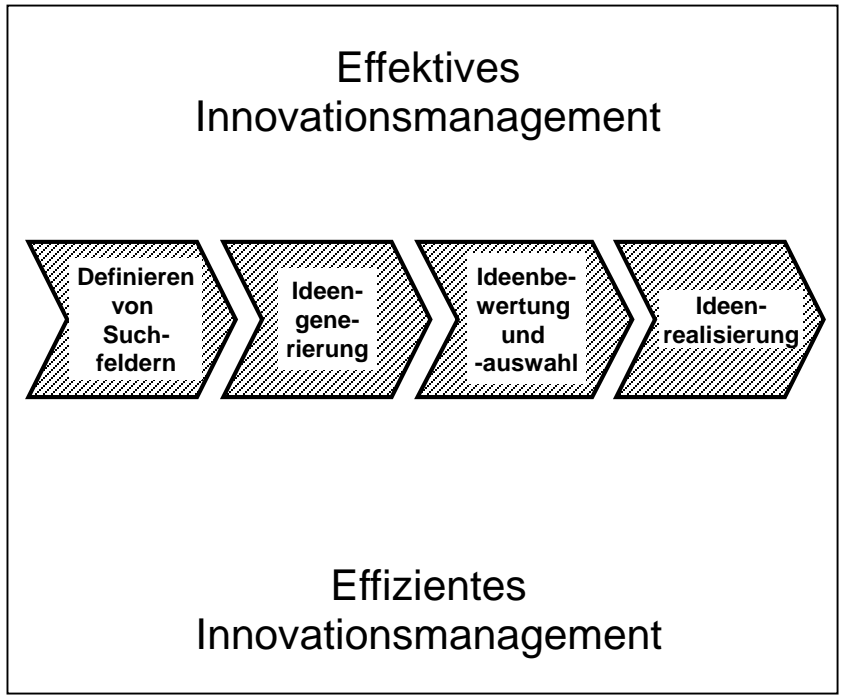 Effektives
Innovationsmanagement
Definieren
von
Such-
feldern
Ideen-
gene-
rierung
Ideenbe-
wertung
und
-auswahl
Ideen-
realisierung
Effizientes
Innovationsmanagement